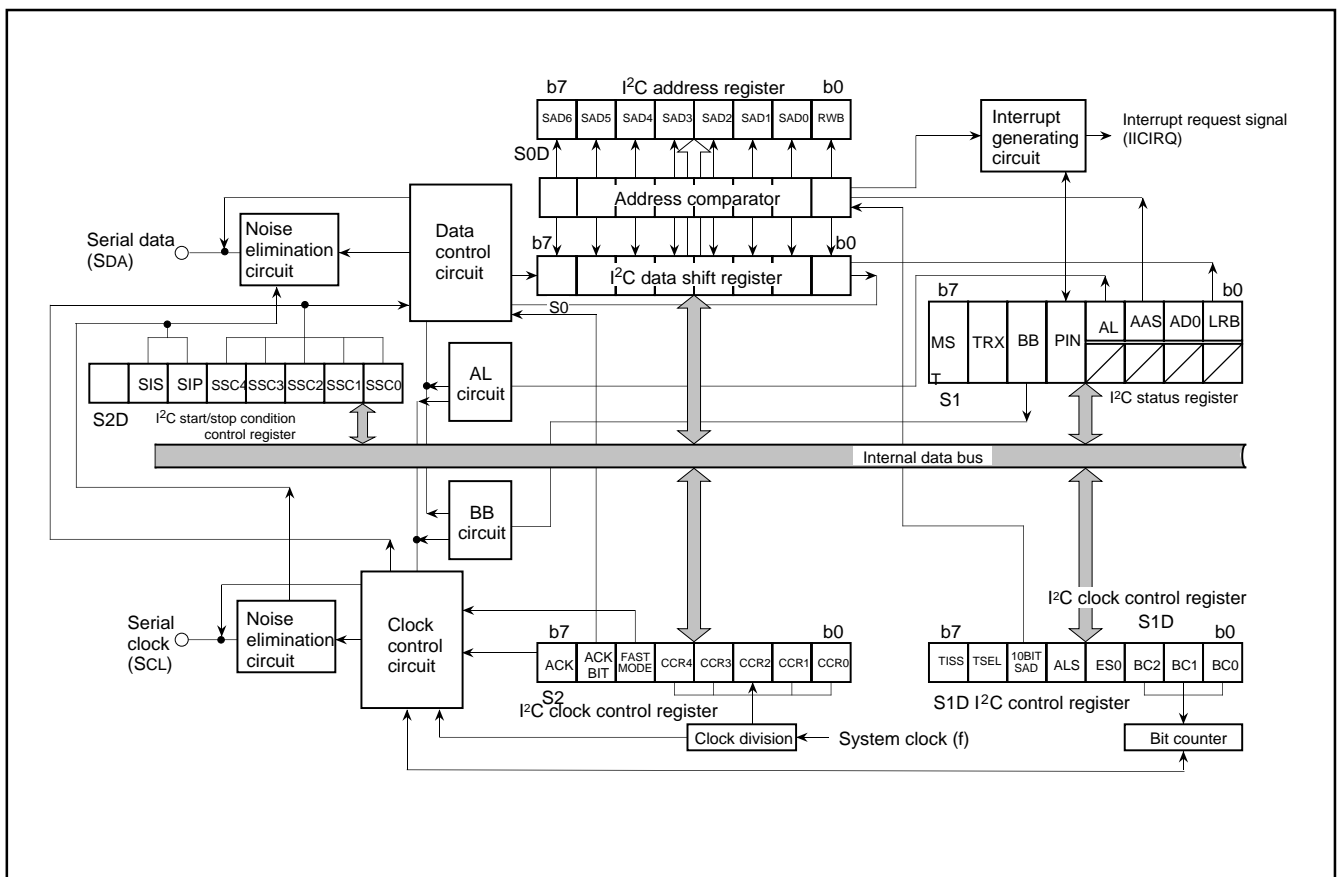 b7 I2C address register b0
SAD6 SAD5 SAD4 SAD3 SAD2 SAD1 SAD0 RWB
S0D
Interrupt
generating
circuit
Interrupt request signal
(IICIRQ)
Address comparator
Serial data
(SDA)
Noise
elimination
circuit
Data
control
circuit
b7 b0
I2C data shift register
S0
b7 b0
MS
T
TRX BB PIN AL AAS AD0 LRB
S1
I2C status register
SIS SIP SSC4 SSC3 SSC2 SSC1 SSC0
S2D
I2C start/stop condition
control register
AL
circuit
Internal data bus
BB
circuit
Serial
clock
(SCL)
Noise
elimination
circuit
Clock
control
circuit
b7 b0
ACK
ACK
BIT
FAST
MODE
CCR4 CCR3 CCR2 CCR1 CCR0
S2
I2C clock control register
Clock division
System clock (f)
I2C clock control register
S1D
b7 b0
TISS TSEL
10BIT
SAD
ALS ES0 BC2 BC1 BC0
S1D I2C control register
Bit counter